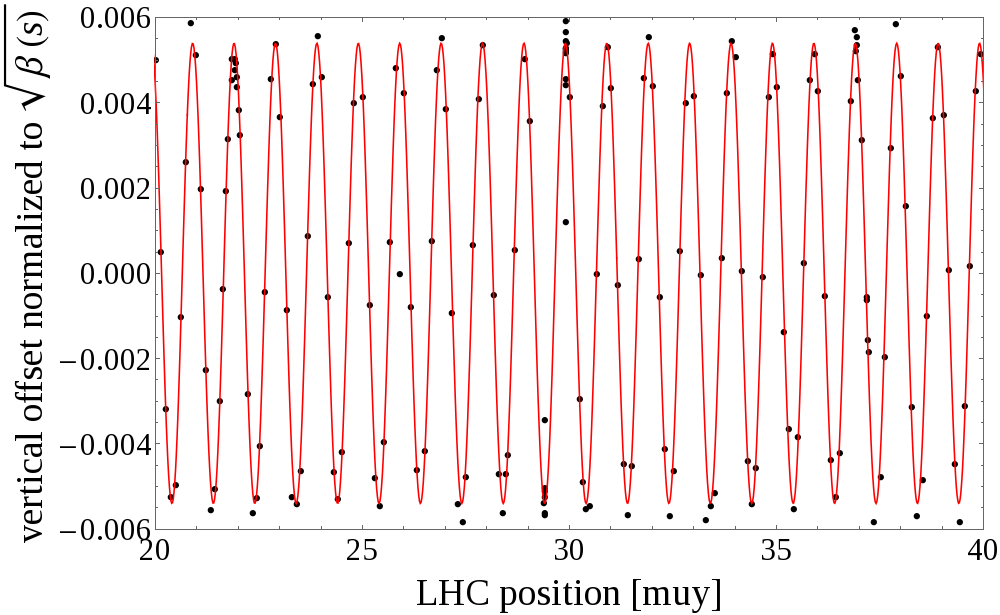 vertical offset normalized to √β(s)
0.006
0.004
0.002
0.000
−0.002
−0.004
−0.006
20 25 30 35 40
LHC position [muy]